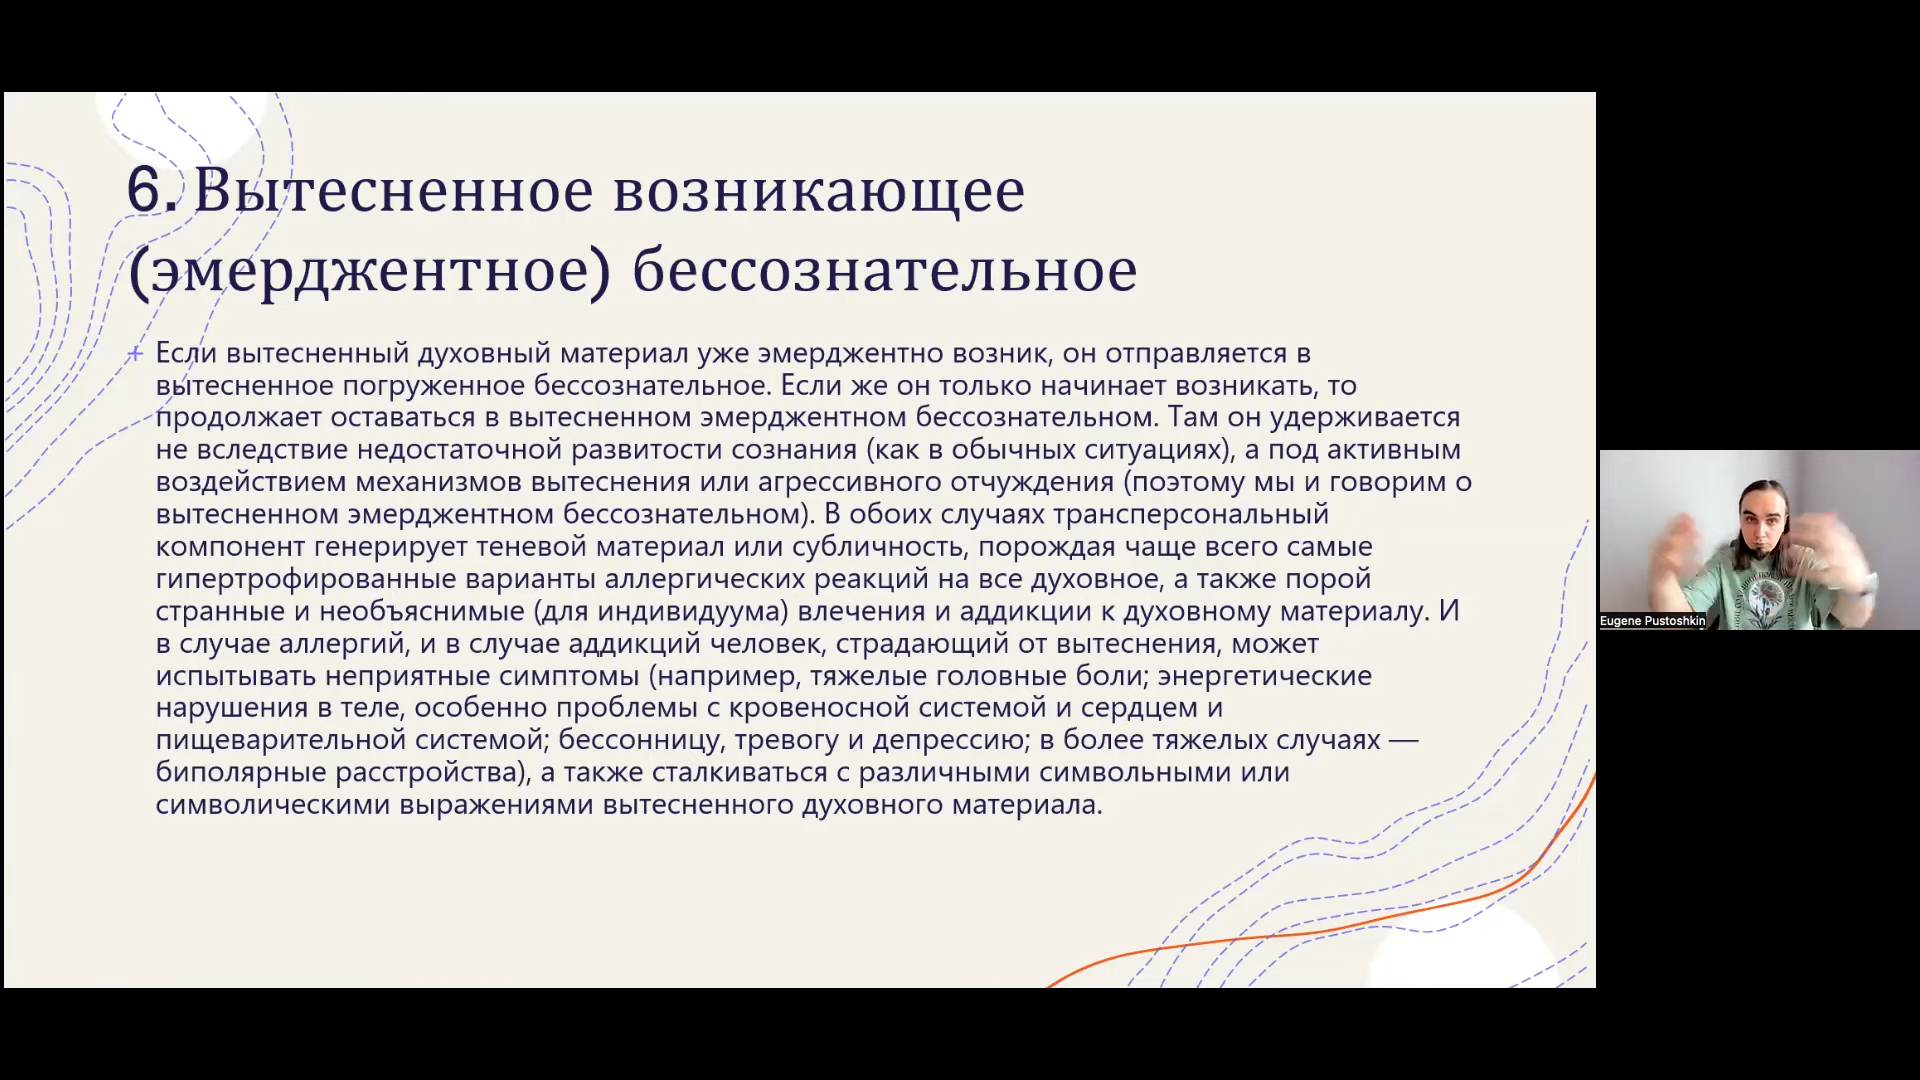 6. Вытесненное возникающее
(эмерджентное) бессознательное
+ Если вытесненный духовный материал уже эмерджентно возник, он отправляется в
вытесненное погруженное бессознательное. Если же он только начинает возникать, то
продолжает оставаться в вытесненном эмерджентном бессознательном. Там он удерживается
не вследствие недостаточной развитости сознания (как в обычных ситуациях), а под активным
воздействием механизмов вытеснения или агрессивного отчуждения (поэтому мы и говорим о
вытесненном эмерджентном бессознательном). В обоих случаях трансперсональный
компонент генерирует теневой материал или субличность, порождая чаще всего самые
гипертрофированные варианты аллергических реакций на все духовное, а также порой
странные и необъяснимые (для индивидуума) влечения и аддикции к духовному материалу. И
в случае аллергий, и в случае аддикций человек, страдающий от вытеснения, может
испытывать неприятные симптомы (например, тяжелые головные боли; энергетические
нарушения в теле, особенно проблемы с кровеносной системой и сердцем и
пищеварительной системой; бессонницу, тревогу и депрессию; в более тяжелых случаях —
биполярные расстройства), а также сталкиваться с различными символьными или
символическими выражениями вытесненного духовного материала.
Eugene Pustoshkin